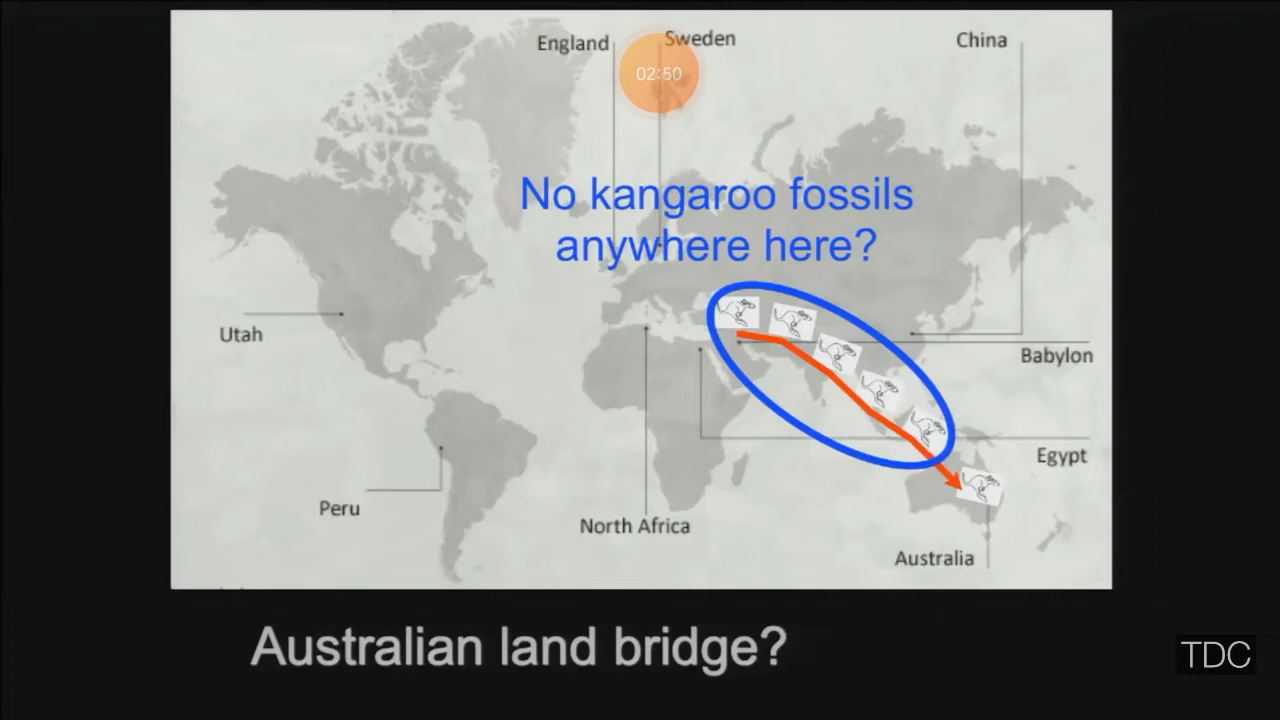 England
Sweden
China
02:50
No kangaroo fossils
anywhere here?
Utah
Babylon
Egypt
Peru
North Africa
Australia
Australian land bridge?
TDC